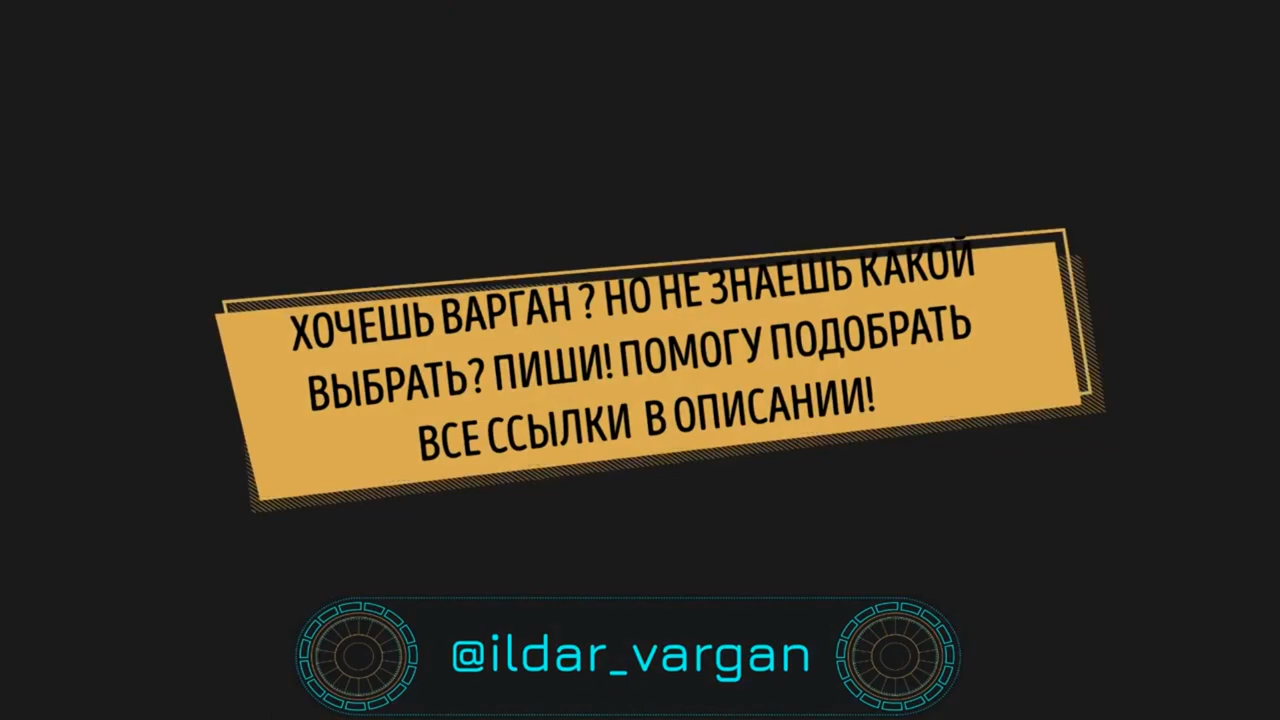 ХОЧЕШЬ ВАРГАН ? НО НЕ ЗНАЕШЬ КАКОЙ
ВЫБРАТЬ? ПИШИ! ПОМОГУ ПОДОБРАТЬ
ВСЕ ССЫЛКИ В ОПИСАНИИ!
@ildar_vargan